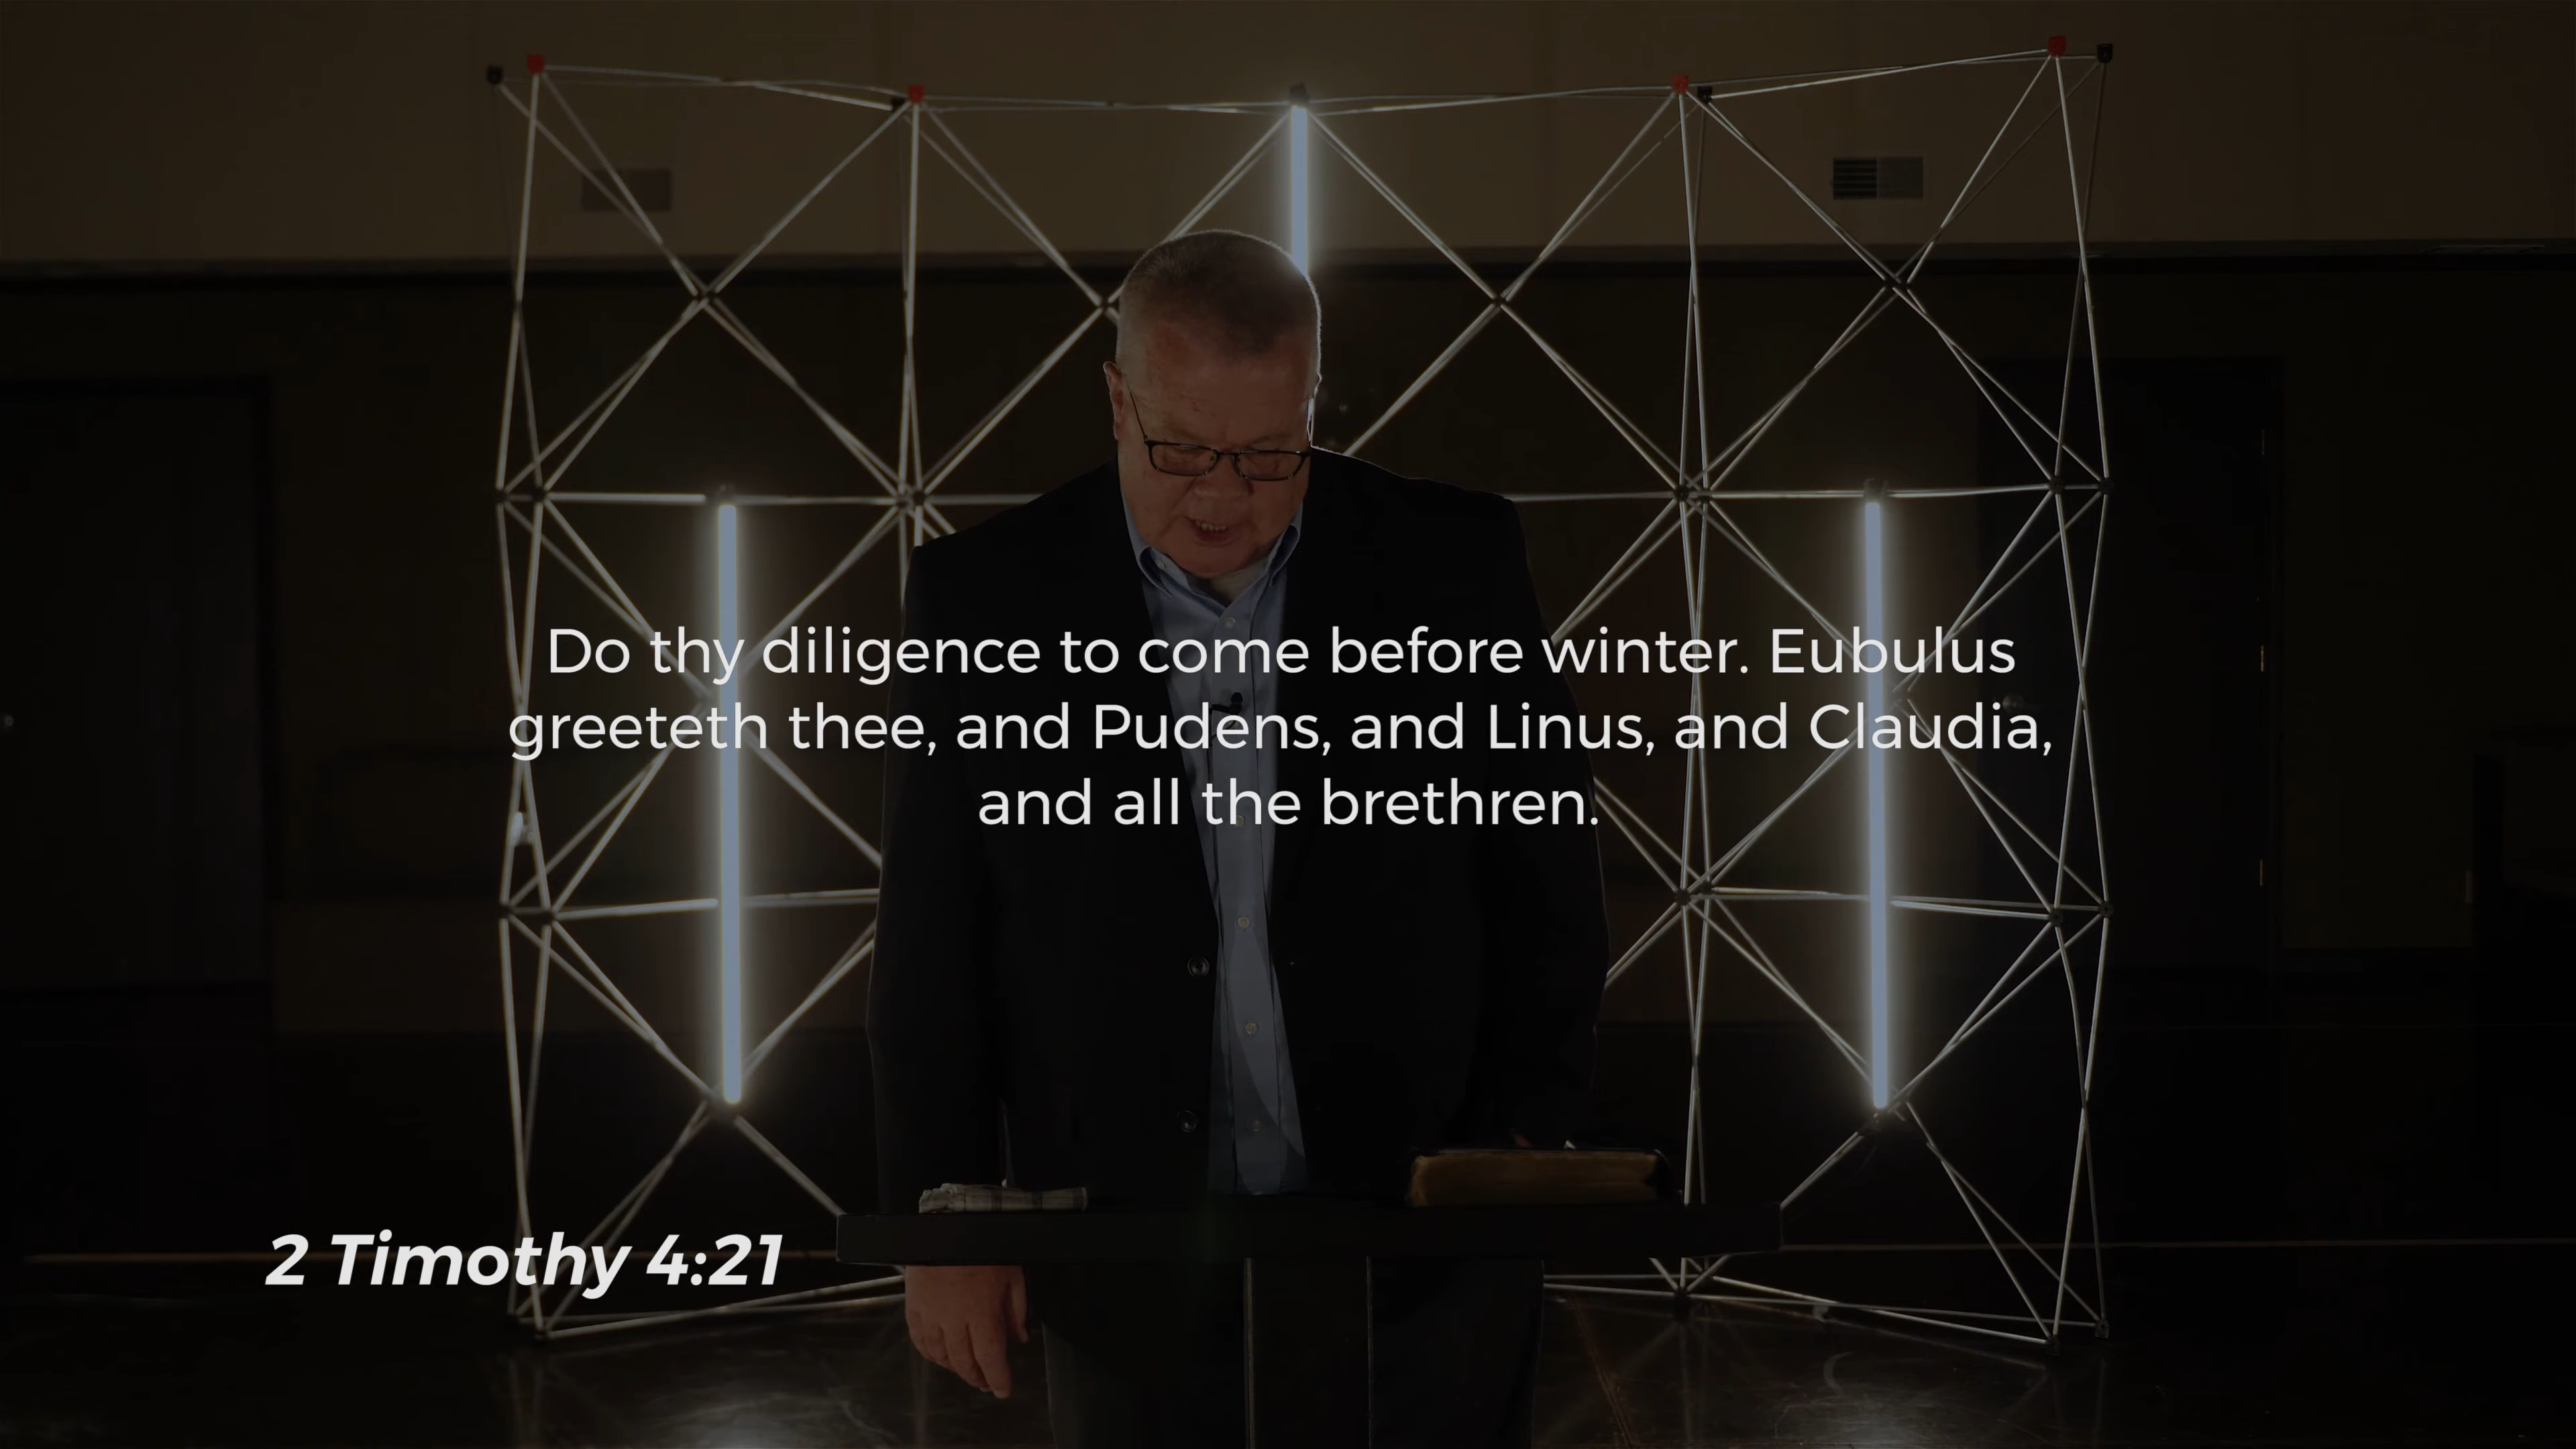 Do thy diligence to come before winter. Eubulus
greeteth thee, and Pudens, and Linus, and Claudia,
and all the brethren.
2 Timothy 4:21